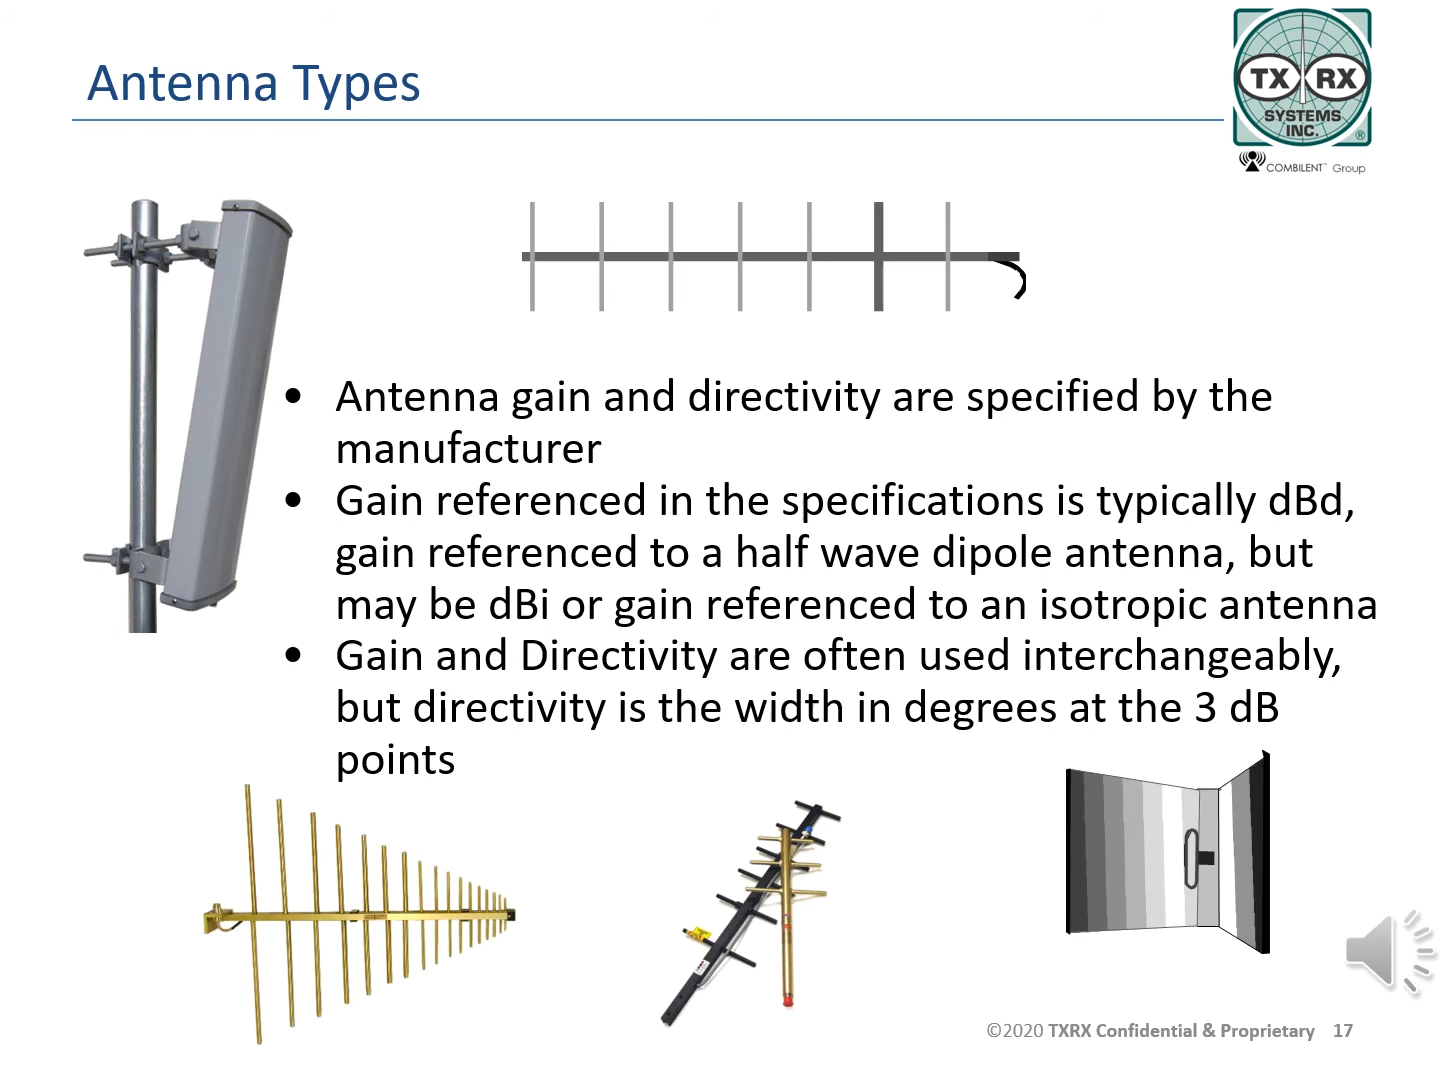 Antenna Types
TX RX
SYSTEMS
INC.
®
COMBILENT™ Group
• Antenna gain and directivity are specified by the
manufacturer
• Gain referenced in the specifications is typically dBd,
gain referenced to a half wave dipole antenna, but
may be dBi or gain referenced to an isotropic antenna
• Gain and Directivity are often used interchangeably,
but directivity is the width in degrees at the 3 dB
points
©2020 TXRX Confidential & Proprietary 17